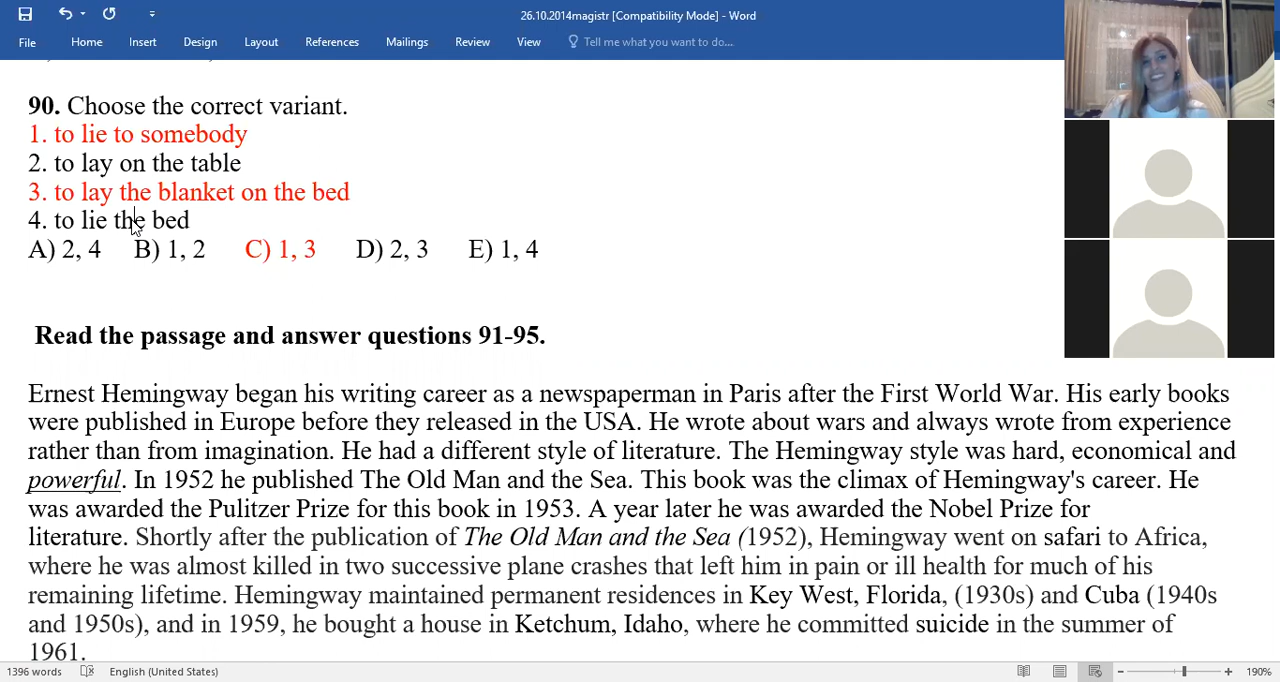 26.10.2014magistr [Compatibility Mode] - Word
File Home Insert Design Layout References Mailings Review View Tell me what you want to do...
90. Choose the correct variant.
1. to lie to somebody
2. to lay on the table
3. to lay the blanket on the bed
4. to lie the bed
A) 2, 4 B) 1, 2 C) 1, 3 D) 2, 3 E) 1, 4
Read the passage and answer questions 91-95.
Ernest Hemingway began his writing career as a newspaperman in Paris after the First World War. His early books
were published in Europe before they released in the USA. He wrote about wars and always wrote from experience
rather than from imagination. He had a different style of literature. The Hemingway style was hard, economical and
powerful. In 1952 he published The Old Man and the Sea. This book was the climax of Hemingway's career. He
was awarded the Pulitzer Prize for this book in 1953. A year later he was awarded the Nobel Prize for
literature. Shortly after the publication of The Old Man and the Sea (1952), Hemingway went on safari to Africa,
where he was almost killed in two successive plane crashes that left him in pain or ill health for much of his
remaining lifetime. Hemingway maintained permanent residences in Key West, Florida, (1930s) and Cuba (1940s
and 1950s), and in 1959, he bought a house in Ketchum, Idaho, where he committed suicide in the summer of
1961.
1396 words English (United States) 190%